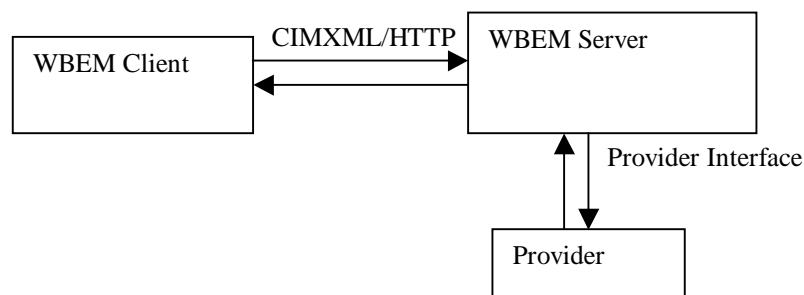 CIMXML/HTTP
WBEM Client
WBEM Server
Provider Interface
Provider